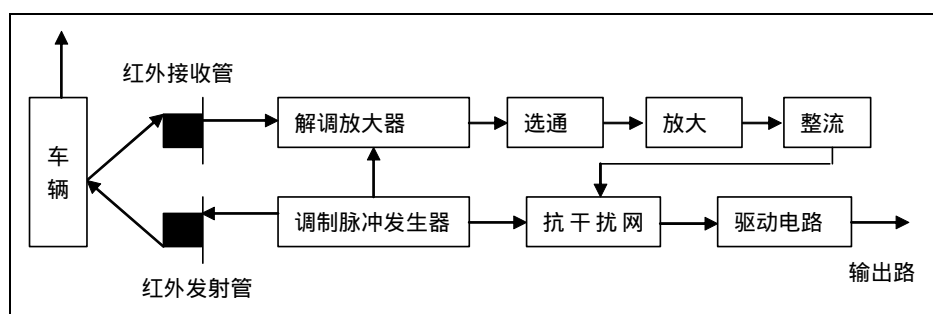 红外接收管
车辆
解调放大器
选通
放大
整流
调制脉冲发生器
抗干扰网
驱动电路
输出路
红外发射管